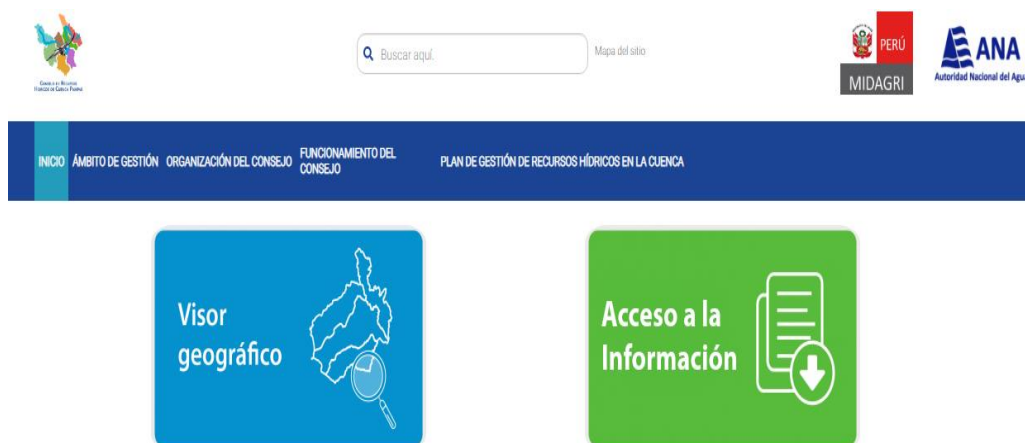 Buscar aquí.
Mapa del sitio
PERÚ
MIDAGRI
ANA
Autoridad Nacional del Agua
INICIO
ÁMBITO DE GESTIÓN
ORGANIZACIÓN DEL CONSEJO
FUNCIONAMIENTO DEL
CONSEJO
PLAN DE GESTIÓN DE RECURSOS HÍDRICOS EN LA CUENCA
Visor
geográfico
Acceso a la
Información